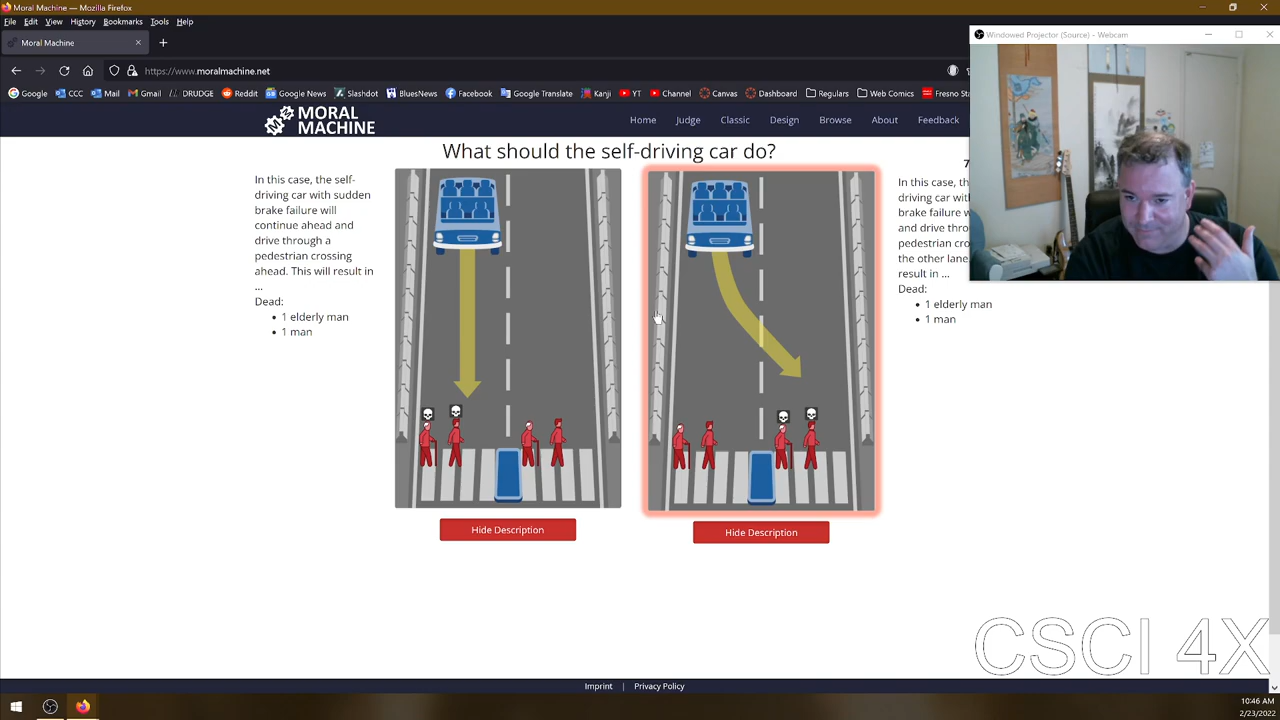 Moral Machine — Mozilla Firefox
File Edit View History Bookmarks Tools Help
Moral Machine
Windowed Projector (Source) - Webcam
https://www.moralmachine.net
Google CCC Mail Gmail DRUDGE Reddit Google News Slashdot BluesNews Facebook Google Translate Kanji YT Channel Canvas Dashboard Regulars Web Comics Fresno
MORAL
MACHINE
Home Judge Classic Design Browse About Feedback
What should the self-driving car do?
In this case, the self-
driving car with sudden
brake failure will
continue ahead and
drive through a
pedestrian crossing
ahead. This will result in
...
Dead:
• 1 elderly man
• 1 man
Hide Description
Hide Description
7
In this case, th
driving car with
brake failure w
and drive throu
pedestrian cro
the other lane.
result in ...
Dead:
• 1 elderly man
• 1 man
CSCI 4X
Imprint | Privacy Policy
10:46 AM
2/23/2022